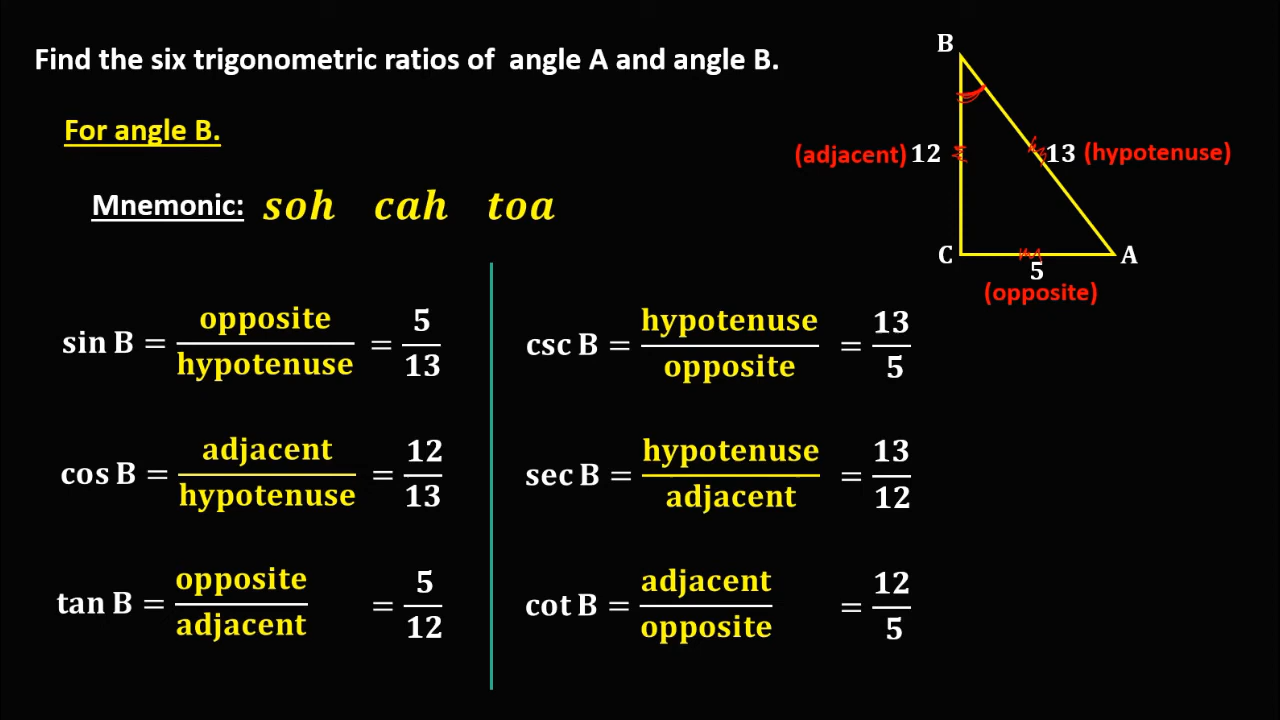 Find the six trigonometric ratios of angle A and angle B.
For angle B.
Mnemonic: soh cah toa
B
(adjacent) 12
13 (hypotenuse)
C
A
5
(opposite)
sin B = opposite/hypotenuse = 5/13
csc B = hypotenuse/opposite = 13/5
cos B = adjacent/hypotenuse = 12/13
sec B = hypotenuse/adjacent = 13/12
tan B = opposite/adjacent = 5/12
cot B = adjacent/opposite = 12/5